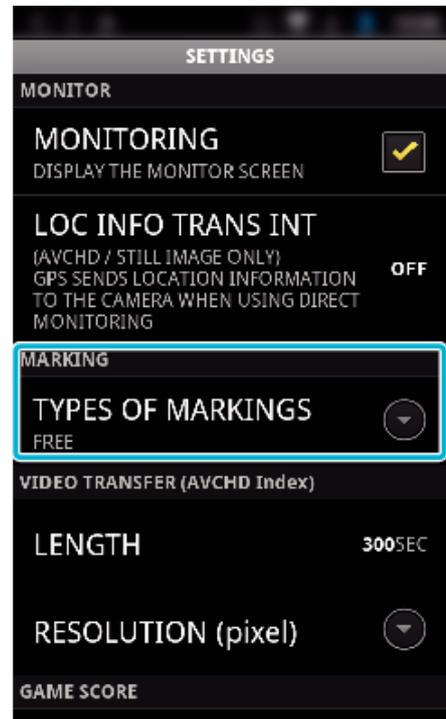 SETTINGS
MONITOR
MONITORING
DISPLAY THE MONITOR SCREEN
LOC INFO TRANS INT
(AVCHD / STILL IMAGE ONLY)
GPS SENDS LOCATION INFORMATION
TO THE CAMERA WHEN USING DIRECT
MONITORING
OFF
MARKING
TYPES OF MARKINGS
FREE
VIDEO TRANSFER (AVCHD Index)
LENGTH 300SEC
RESOLUTION (pixel)
GAME SCORE